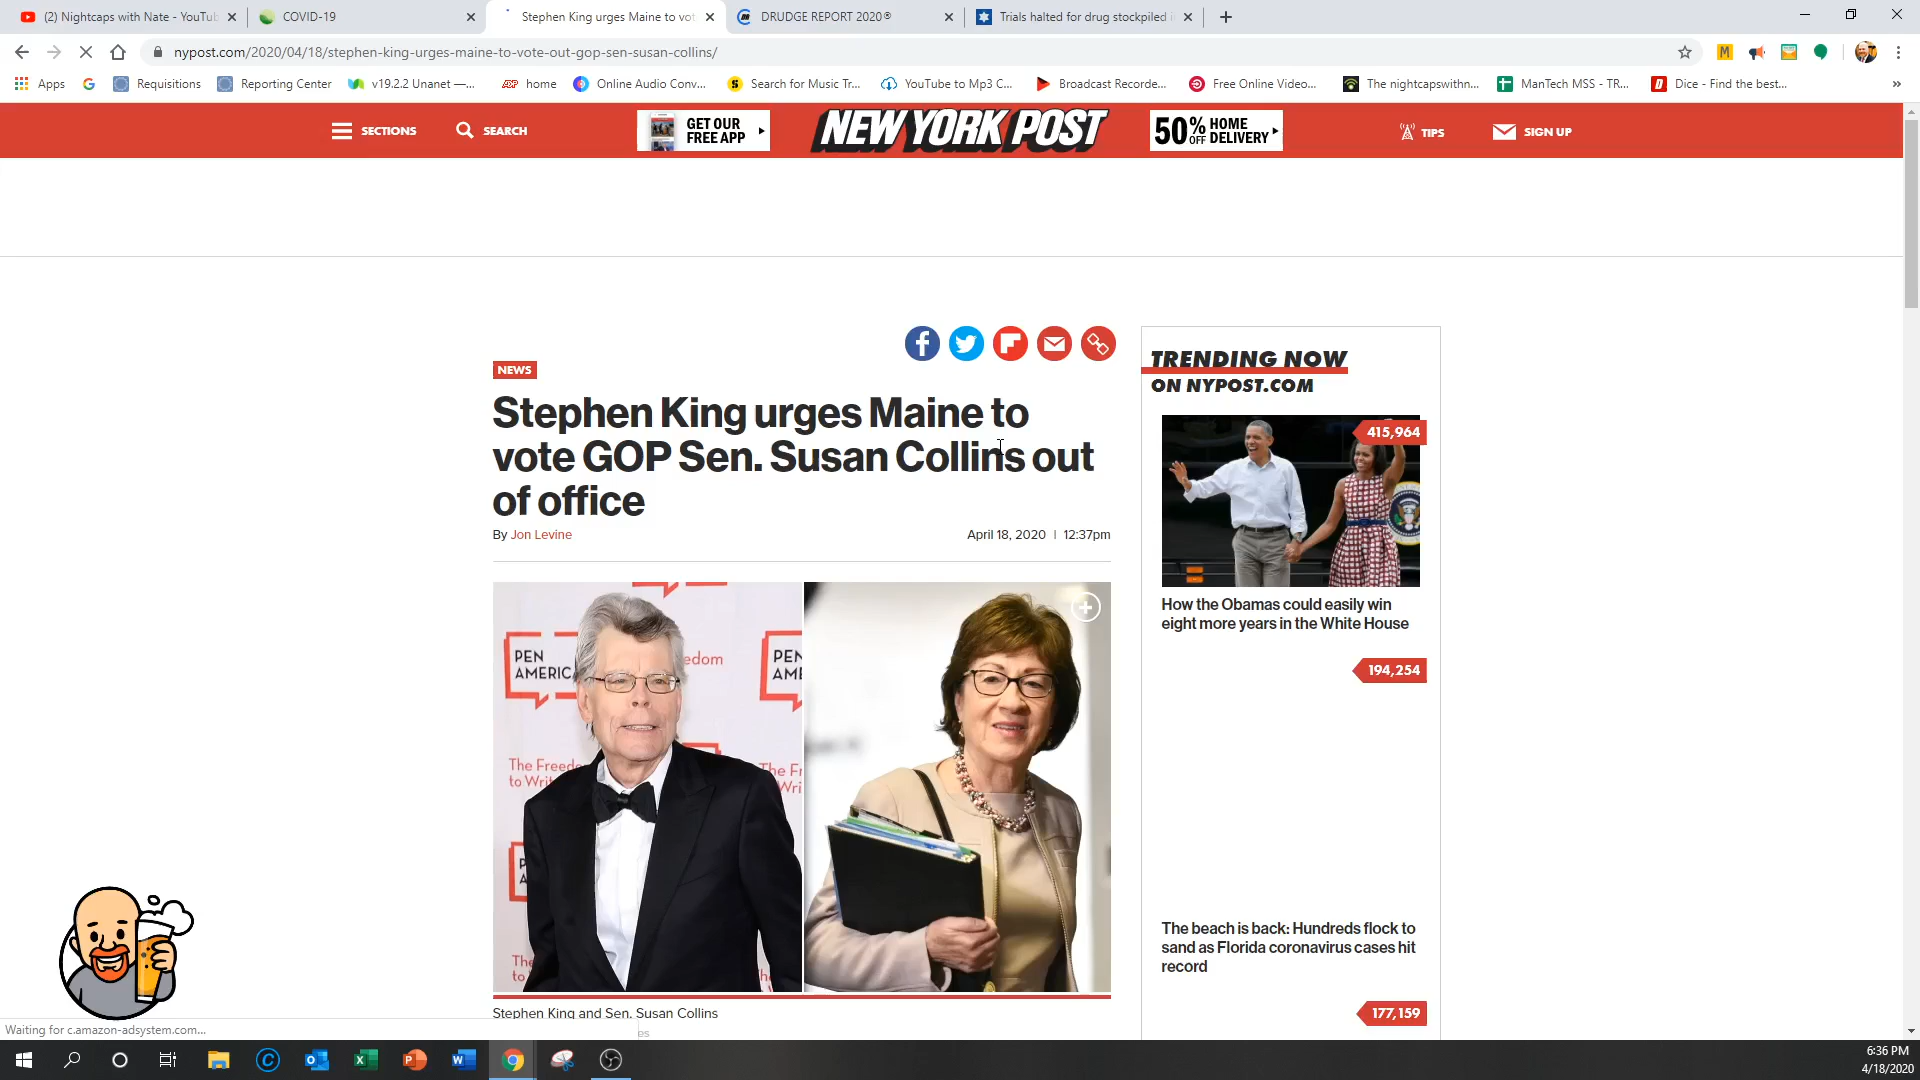 (2) Nightcaps with Nate - YouTub
COVID-19
Stephen King urges Maine to vot
DRUDGE REPORT 2020®
Trials halted for drug stockpiled i
nypost.com/2020/04/18/stephen-king-urges-maine-to-vote-out-gop-sen-susan-collins/
Apps
Requisitions
Reporting Center
v19.2.2 Unanet —...
home
Online Audio Conv...
Search for Music Tr...
YouTube to Mp3 C...
Broadcast Recorde...
Free Online Video...
The nightcapswithn...
ManTech MSS - TR...
Dice - Find the best...
»
SECTIONS
SEARCH
GET OUR
FREE APP
NEW YORK POST
50% OFF HOME
DELIVERY
TIPS
SIGN UP
NEWS
Stephen King urges Maine to
vote GOP Sen. Susan Collins out
of office
By Jon Levine
April 18, 2020 | 12:37pm
PEN
AMERICA
edom
PEN
AME
The Freedo
to Writ
The Fr
Wri
Stephen King and Sen. Susan Collins
TRENDING NOW
ON NYPOST.COM
415,964
How the Obamas could easily win
eight more years in the White House
194,254
The beach is back: Hundreds flock to
sand as Florida coronavirus cases hit
record
177,159
Waiting for c.amazon-adsystem.com...
es
6:36 PM
4/18/2020